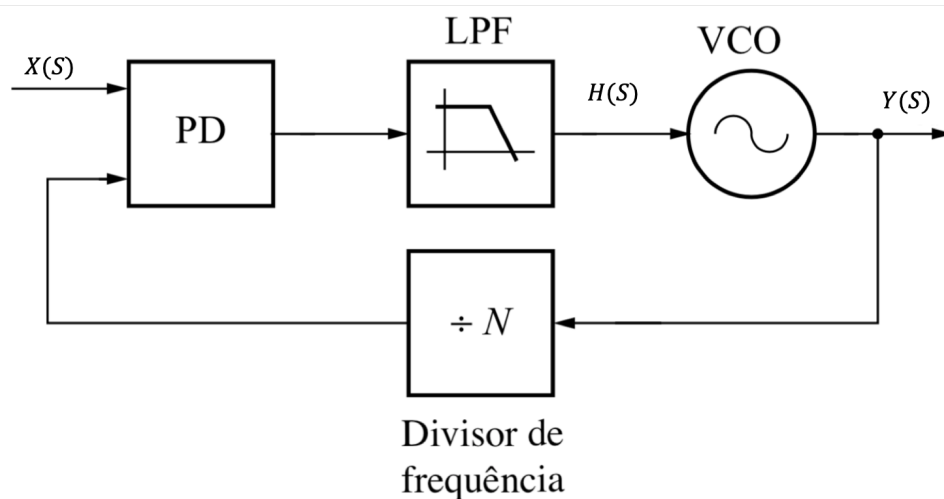 LPF
VCO
X(S)
PD
H(S)
Y(S)
÷ N
Divisor de
frequência